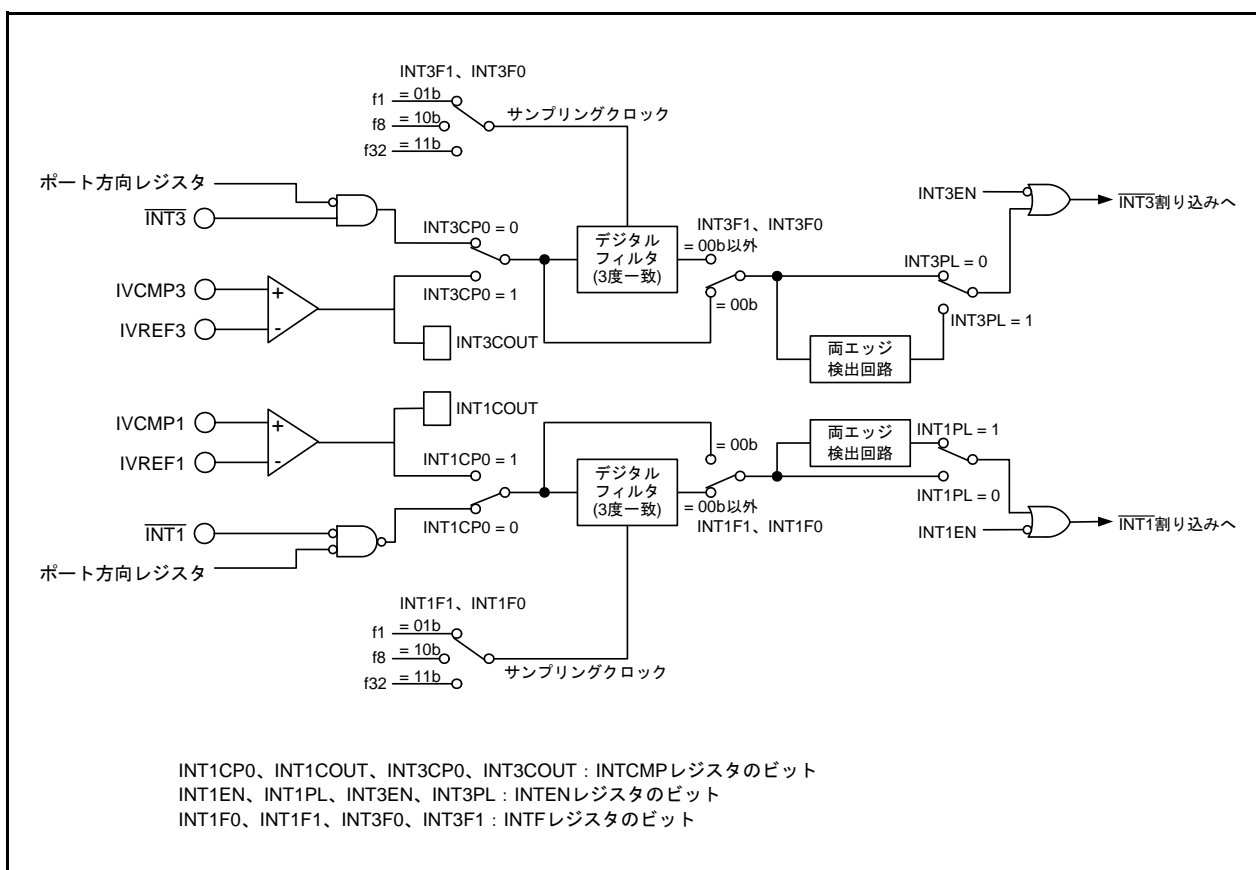 INT3F1、INT3F0
f1 = 01b
f8 = 10b
f32 = 11b
サンプリングクロック
ポート方向レジスタ
INT3
INT3CP0 = 0
INT3CP0 = 1
IVCMP3
IVREF3
+
-
INT3COUT
デジタル
フィルタ
(3度一致)
INT3F1、INT3F0
= 00b以外
= 00b
INT3EN
INT3割り込みへ
INT3PL = 0
INT3PL = 1
両エッジ
検出回路
IVCMP1
IVREF1
+
-
INT1COUT
INT1CP0 = 1
INT1CP0 = 0
INT1
ポート方向レジスタ
デジタル
フィルタ
(3度一致)
= 00b
= 00b以外
INT1F1、INT1F0
両エッジ
検出回路
INT1PL = 1
INT1PL = 0
INT1EN
INT1割り込みへ
INT1F1、INT1F0
f1 = 01b
f8 = 10b
f32 = 11b
サンプリングクロック
INT1CP0、INT1COUT、INT3CP0、INT3COUT：INTCMPレジスタのビット
INT1EN、INT1PL、INT3EN、INT3PL：INTENレジスタのビット
INT1F0、INT1F1、INT3F0、INT3F1：INTFレジスタのビット